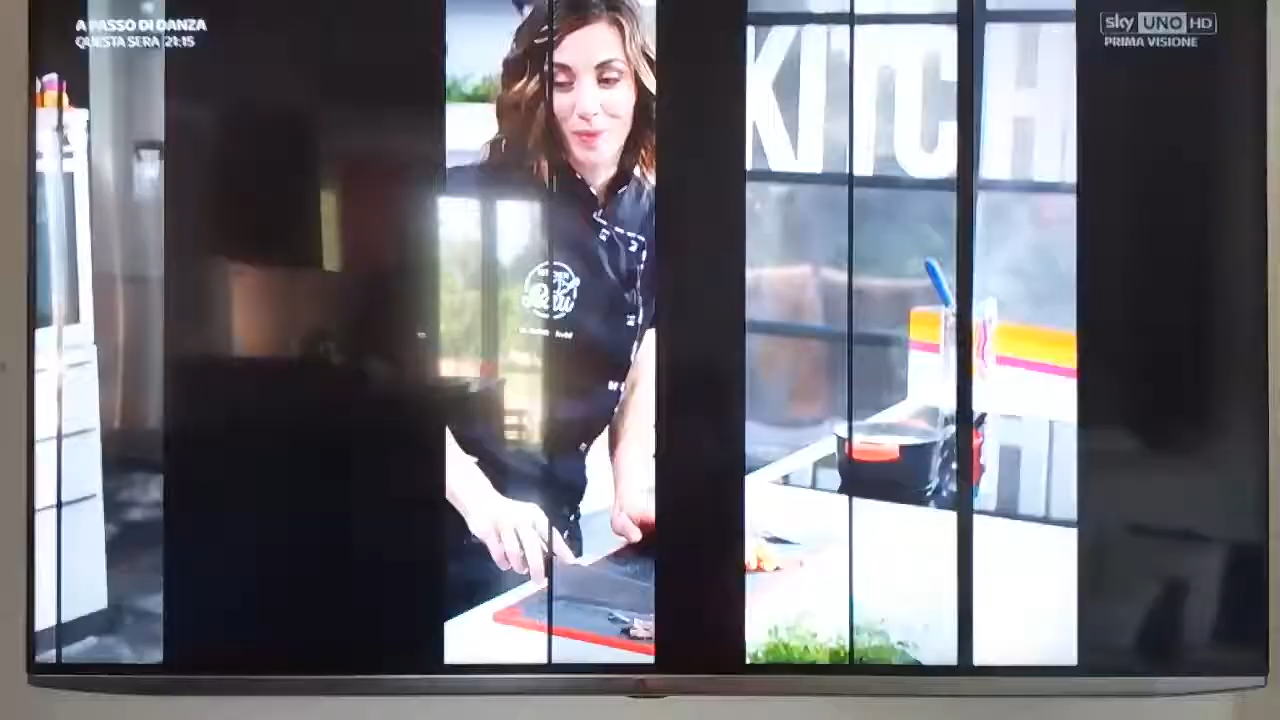 A PASSO DI DANZA
QUESTA SERA 21:15
sky UNO HD
PRIMA VISIONE
KITCH